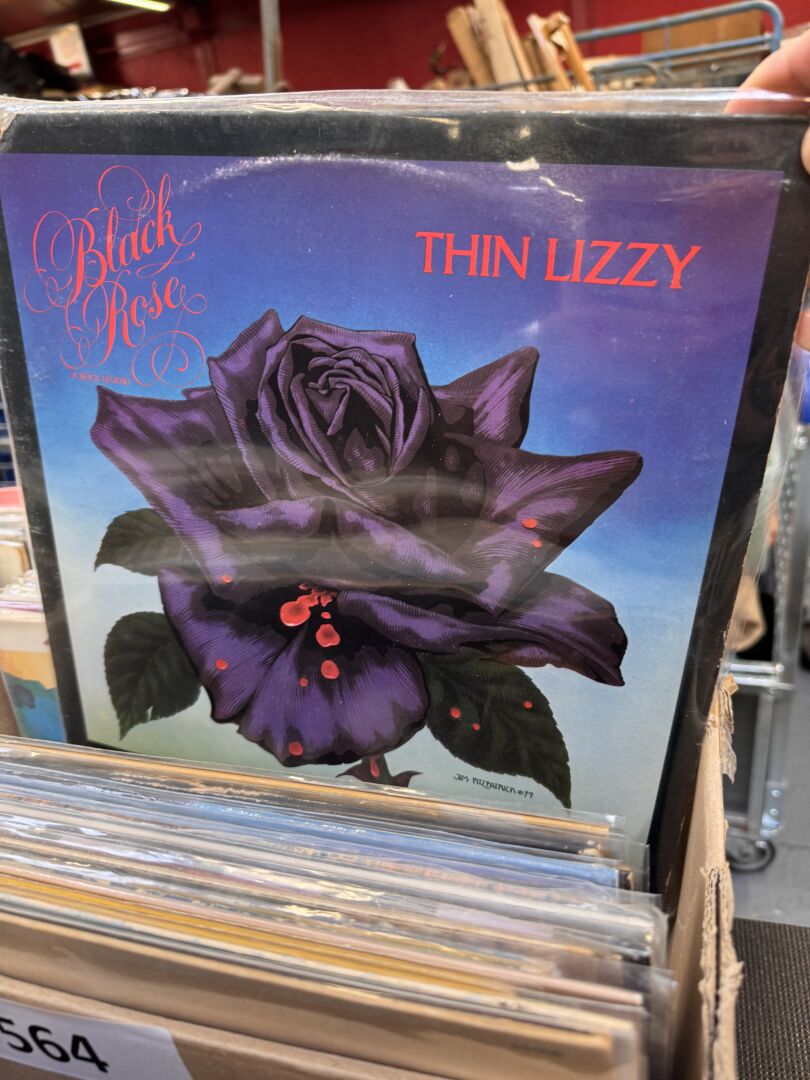 Black
Rose
A ROCK LEGEND
THIN LIZZY
JIM FITZPATRICK ©79
564